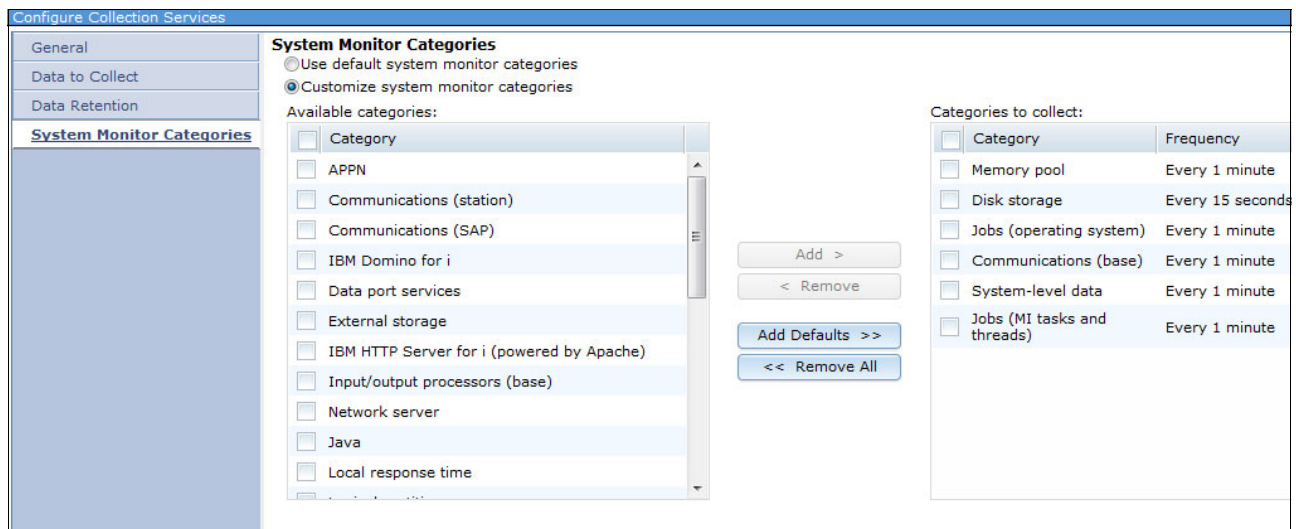 Configure Collection Services
General
Data to Collect
Data Retention
System Monitor Categories
System Monitor Categories
Use default system monitor categories
Customize system monitor categories
Available categories:
Category
APPN
Communications (station)
Communications (SAP)
IBM Domino for i
Data port services
External storage
IBM HTTP Server for i (powered by Apache)
Input/output processors (base)
Network server
Java
Local response time
Add >
< Remove
Add Defaults >>
<< Remove All
Categories to collect:
Category Frequency
Memory pool Every 1 minute
Disk storage Every 15 seconds
Jobs (operating system) Every 1 minute
Communications (base) Every 1 minute
System-level data Every 1 minute
Jobs (MI tasks and
threads) Every 1 minute